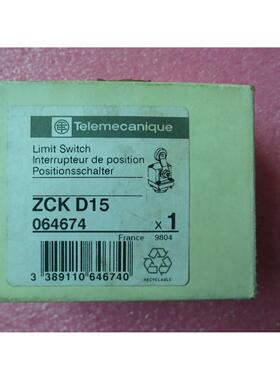 Telemecanique
Limit Switch
Interrupteur de position
Positionsschalter
ZCK D15
064674 x 1
France 9804
3 389110 646740
RECYCLABLE